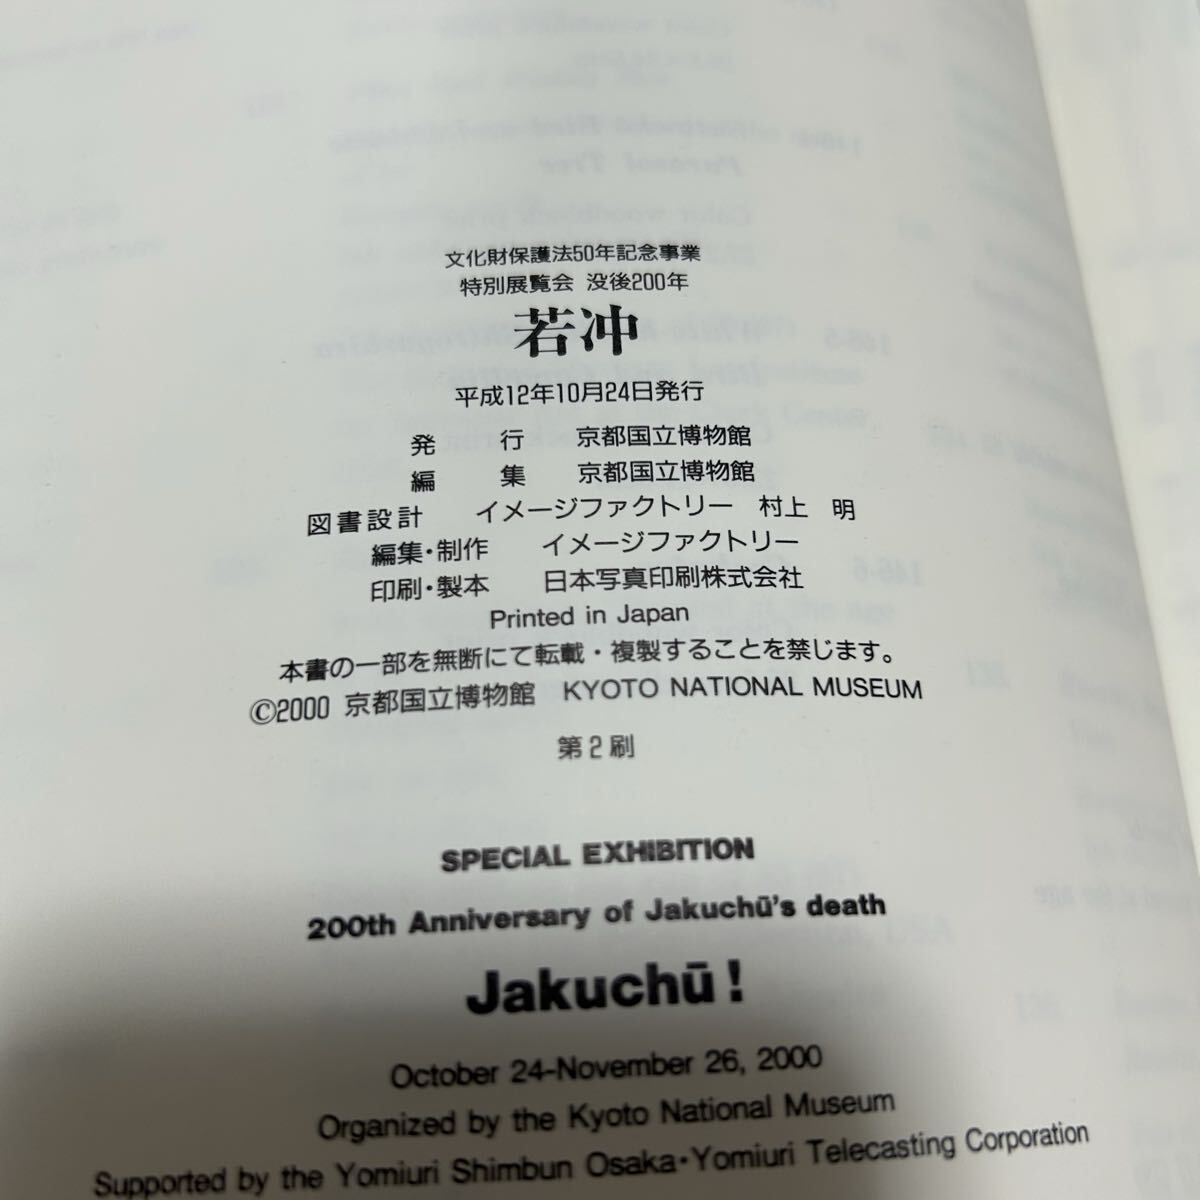 文化財保護法50年記念事業
特別展覧会 没後200年
若冲
平成12年10月24日発行
発 行 京都国立博物館
編 集 京都国立博物館
図書設計 イメージファクトリー 村上 明
編集・制作 イメージファクトリー
印刷・製本 日本写真印刷株式会社
Printed in Japan
本書の一部を無断にて転載・複製することを禁じます。
©2000 京都国立博物館 KYOTO NATIONAL MUSEUM
第2刷
SPECIAL EXHIBITION
200th Anniversary of Jakuchū's death
Jakuchū!
October 24-November 26, 2000
Organized by the Kyoto National Museum
Supported by the Yomiuri Shimbun Osaka・Yomiuri Telecasting Corporation